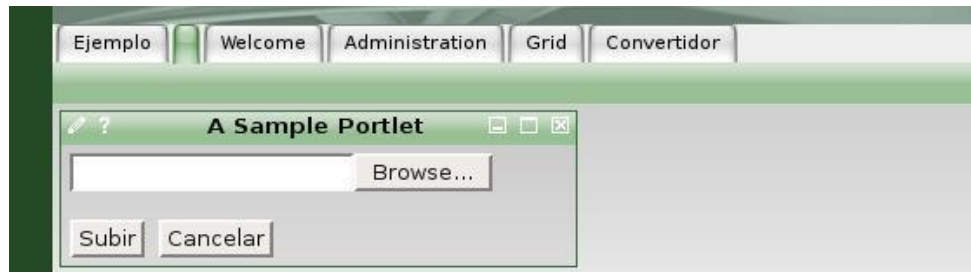 Ejemplo Welcome Administration Grid Convertidor
? A Sample Portlet
Browse...
Subir Cancelar